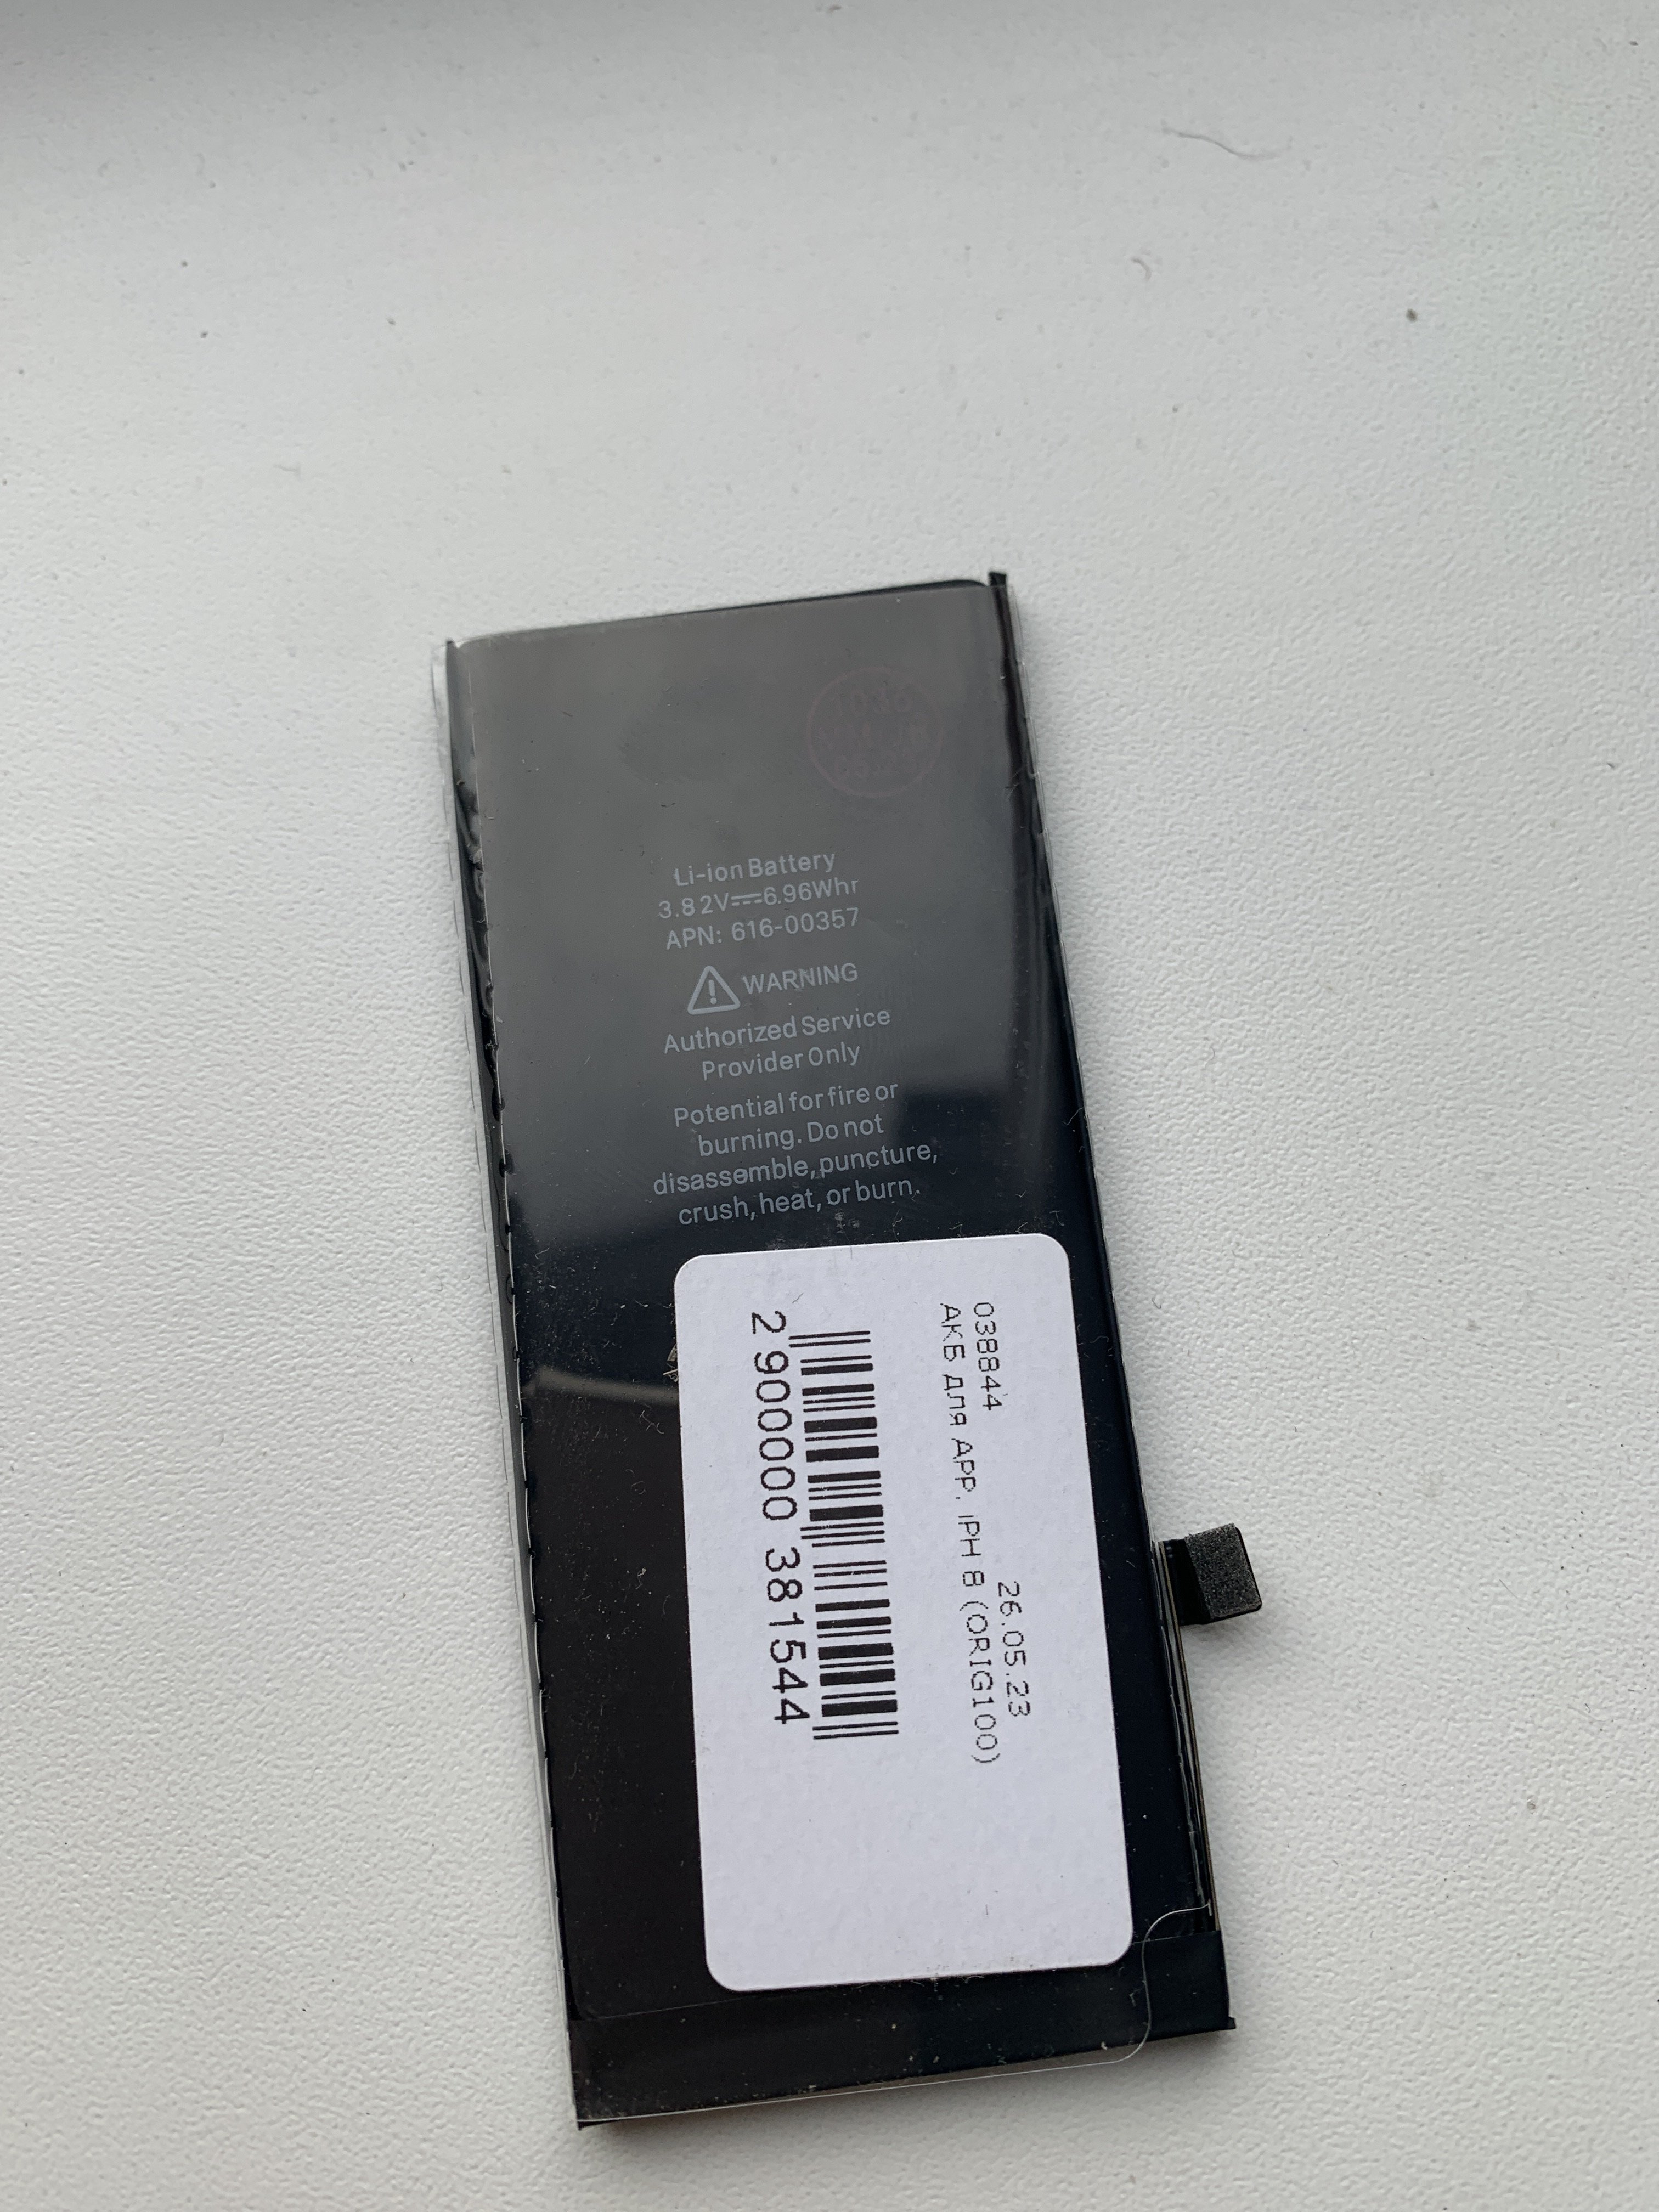 Li-ion Battery
3.82V⎓6.96Whr
APN: 616-00357
WARNING
Authorized Service
Provider Only
Potential for fire or
burning. Do not
disassemble, puncture,
crush, heat, or burn.
038844 26.05.23
АКБ для APP. iPH 8 (ORIG100)
2 900000 381544